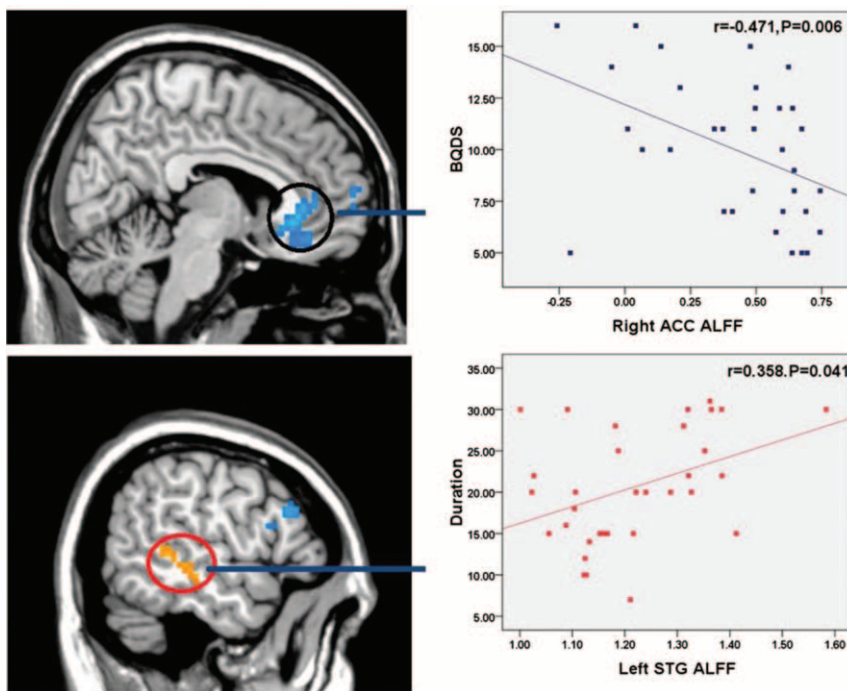 r=-0.471,P=0.006
BQDS
15.00
12.50
10.00
7.50
5.00
-0.25 0.00 0.25 0.50 0.75
Right ACC ALFF
r=0.358.P=0.041
Duration
35.00
30.00
25.00
20.00
15.00
10.00
5.00
1.00 1.10 1.20 1.30 1.40 1.50 1.60
Left STG ALFF